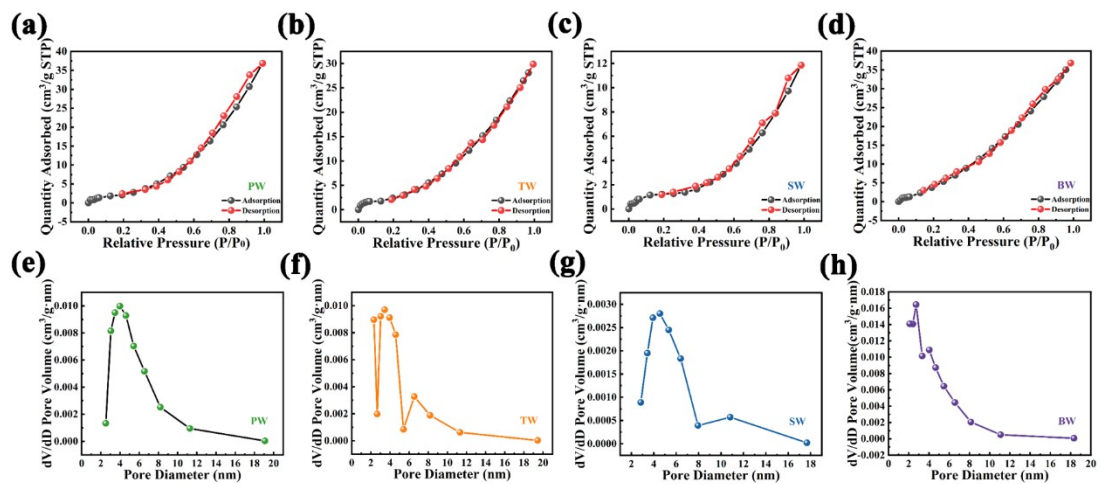 (a)
Quantity Adsorbed (cm³/g STP)
40
35
30
25
20
15
10
5
0
-5
PW
Adsorption
Desorption
0.0 0.2 0.4 0.6 0.8 1.0
Relative Pressure (P/P₀)
(b)
Quantity Adsorbed (cm³/g STP)
30
25
20
15
10
5
0
TW
Adsorption
Desorption
0.0 0.2 0.4 0.6 0.8 1.0
Relative Pressure (P/P₀)
(c)
Quantity Adsorbed (cm³/g STP)
12
10
8
6
4
2
0
SW
Adsorption
Desorption
0.0 0.2 0.4 0.6 0.8 1.0
Relative Pressure (P/P₀)
(d)
Quantity Adsorbed (cm³/g STP)
40
35
30
25
20
15
10
5
0
-5
BW
Adsorption
Desorption
0.0 0.2 0.4 0.6 0.8 1.0
Relative Pressure (P/P₀)
(e)
dV/dD Pore Volume (cm³/g·nm)
0.010
0.008
0.006
0.004
0.002
0.000
PW
0 2 4 6 8 10 12 14 16 18 20
Pore Diameter (nm)
(f)
dV/dD Pore Volume (cm³/g·nm)
0.010
0.008
0.006
0.004
0.002
0.000
TW
0 2 4 6 8 10 12 14 16 18 20
Pore Diameter (nm)
(g)
dV/dD Pore Volume (cm³/g·nm)
0.0030
0.0025
0.0020
0.0015
0.0010
0.0005
0.0000
SW
0 2 4 6 8 10 12 14 16 18
Pore Diameter (nm)
(h)
dV/dD Pore Volume(cm³/g·nm)
0.018
0.016
0.014
0.012
0.010
0.008
0.006
0.004
0.002
0.000
-0.002
BW
0 2 4 6 8 10 12 14 16 18 20
Pore Diameter (nm)